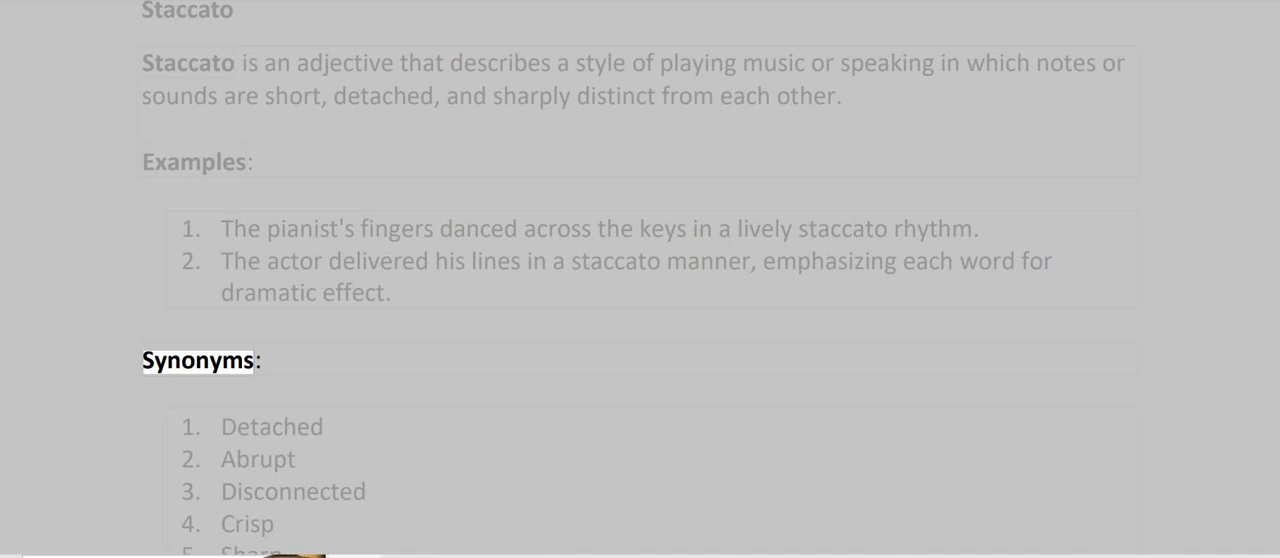 Staccato
Staccato is an adjective that describes a style of playing music or speaking in which notes or
sounds are short, detached, and sharply distinct from each other.
Examples:
1. The pianist's fingers danced across the keys in a lively staccato rhythm.
2. The actor delivered his lines in a staccato manner, emphasizing each word for
dramatic effect.
Synonyms:
1. Detached
2. Abrupt
3. Disconnected
4. Crisp
5. Sharp